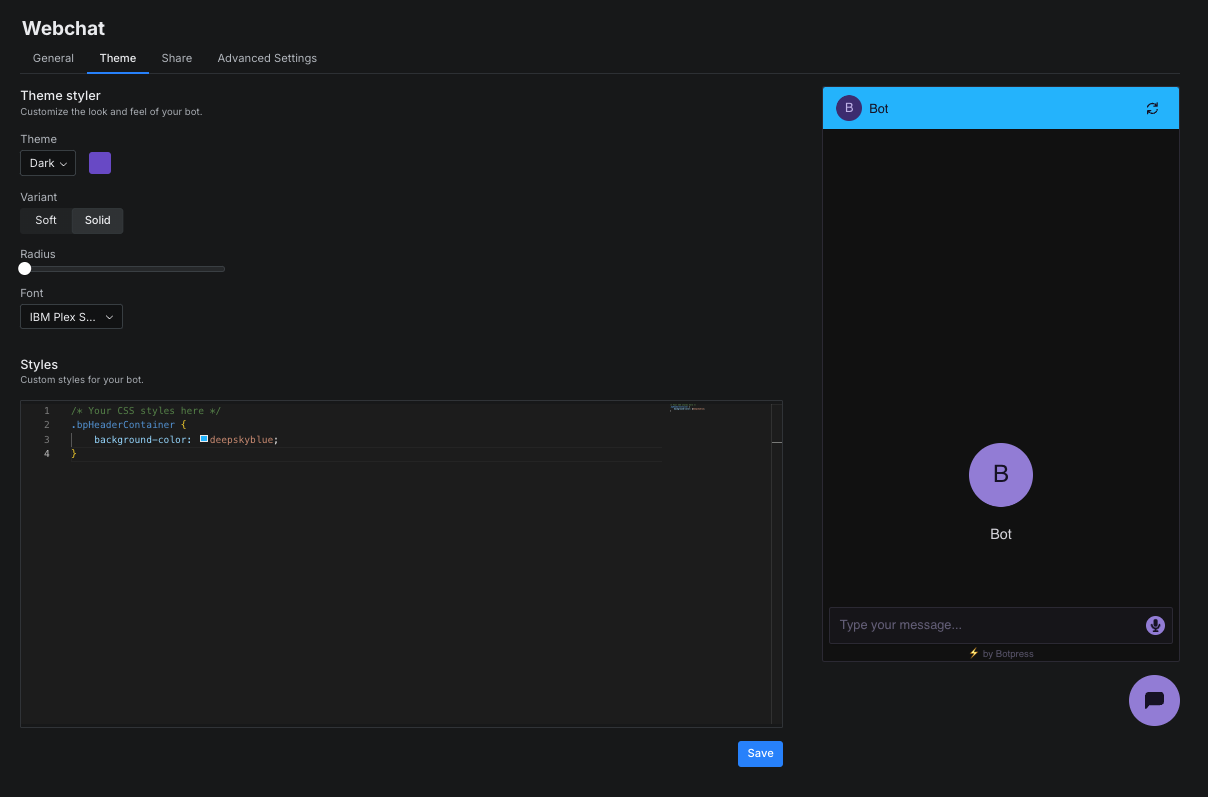 Webchat
General Theme Share Advanced Settings
Theme styler
Customize the look and feel of your bot.
Theme
Dark
Variant
Soft Solid
Radius
Font
IBM Plex S...
Styles
Custom styles for your bot.
1 /* Your CSS styles here */
2 .bpHeaderContainer {
3 background-color: deepskyblue;
4 }
Save
B Bot
B
Bot
Type your message...
⚡ by Botpress